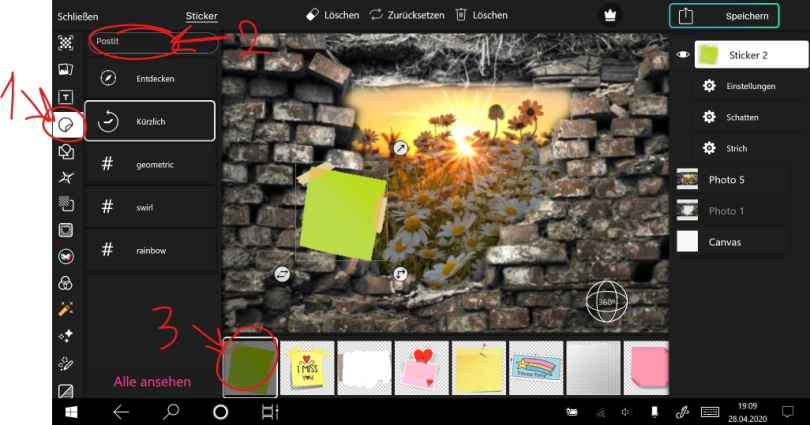 Schließen
Sticker
Löschen
Zurücksetzen
Löschen
Speichern
Postit
2
1
Entdecken
Kürzlich
# geometric
# swirl
# rainbow
Alle ansehen
3
360°
I MISS
YOU
Sticker 2
Einstellungen
Schatten
Strich
Photo 5
Photo 1
Canvas
T
19:09
28.04.2020